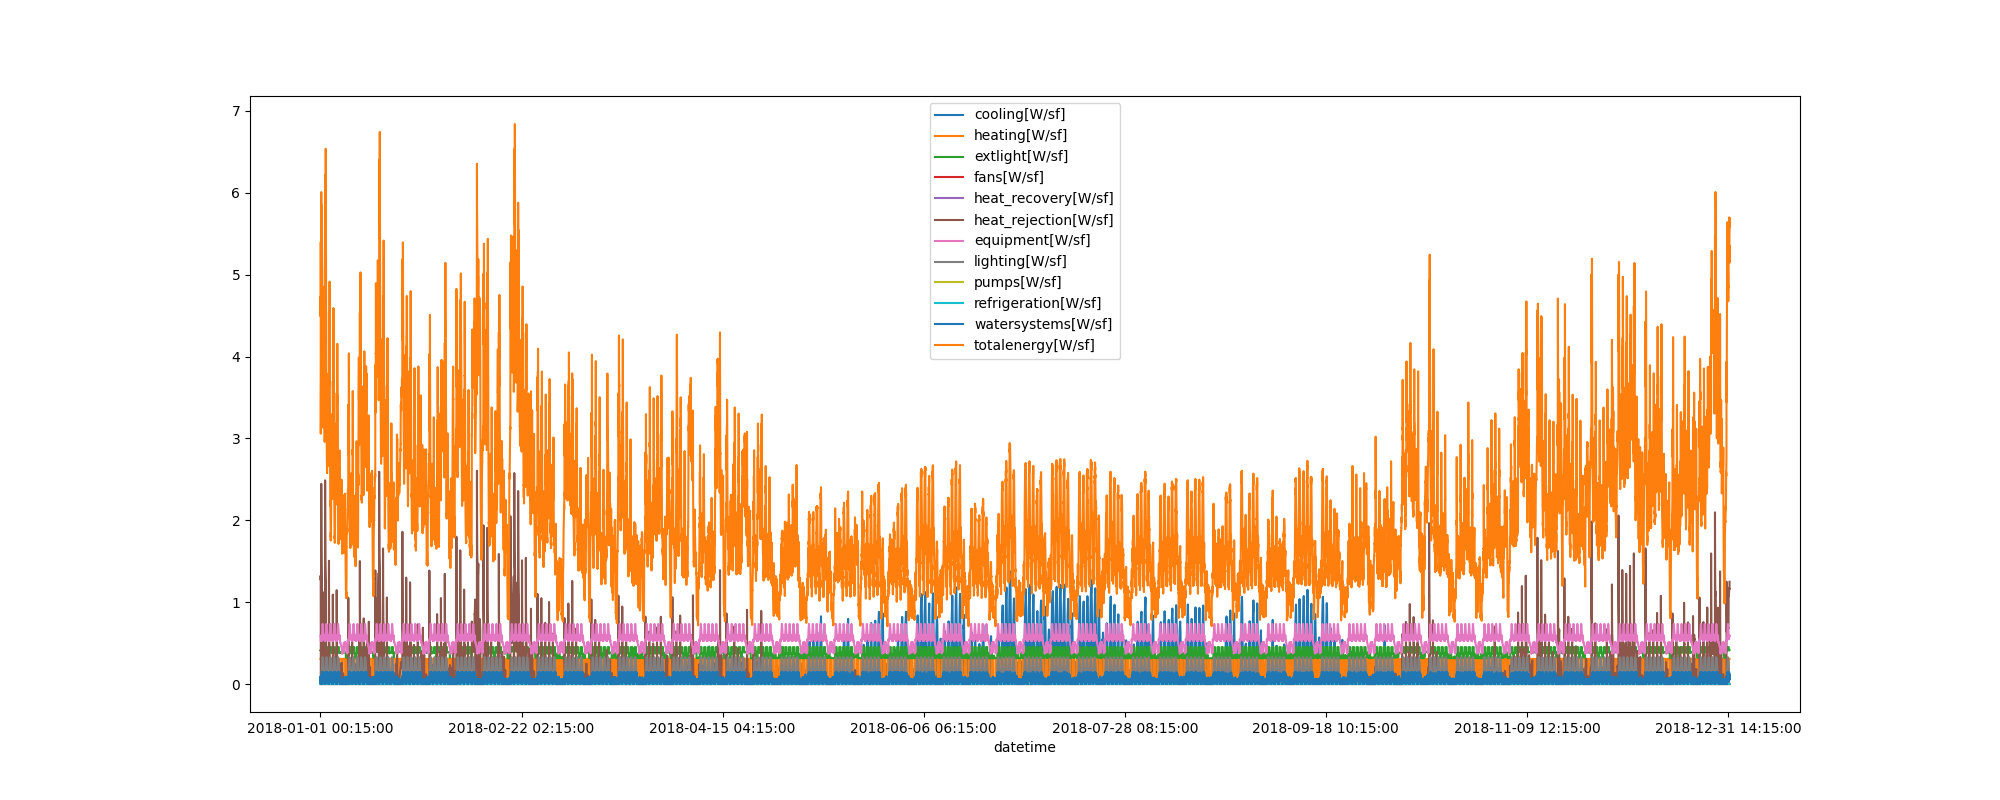 7
6
5
4
3
2
1
0
cooling[W/sf]
heating[W/sf]
extlight[W/sf]
fans[W/sf]
heat_recovery[W/sf]
heat_rejection[W/sf]
equipment[W/sf]
lighting[W/sf]
pumps[W/sf]
refrigeration[W/sf]
watersystems[W/sf]
totalenergy[W/sf]
2018-01-01 00:15:00 2018-02-22 02:15:00 2018-04-15 04:15:00 2018-06-06 06:15:00 2018-07-28 08:15:00 2018-09-18 10:15:00 2018-11-09 12:15:00 2018-12-31 14:15:00
datetime